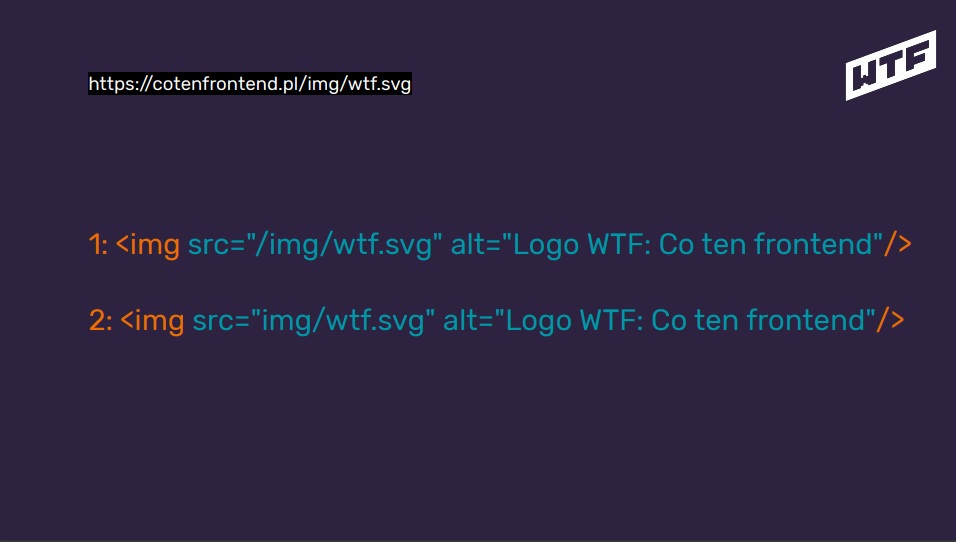 WTF
https://cotenfrontend.pl/img/wtf.svg
1: <img src="/img/wtf.svg" alt="Logo WTF: Co ten frontend"/>
2: <img src="img/wtf.svg" alt="Logo WTF: Co ten frontend"/>